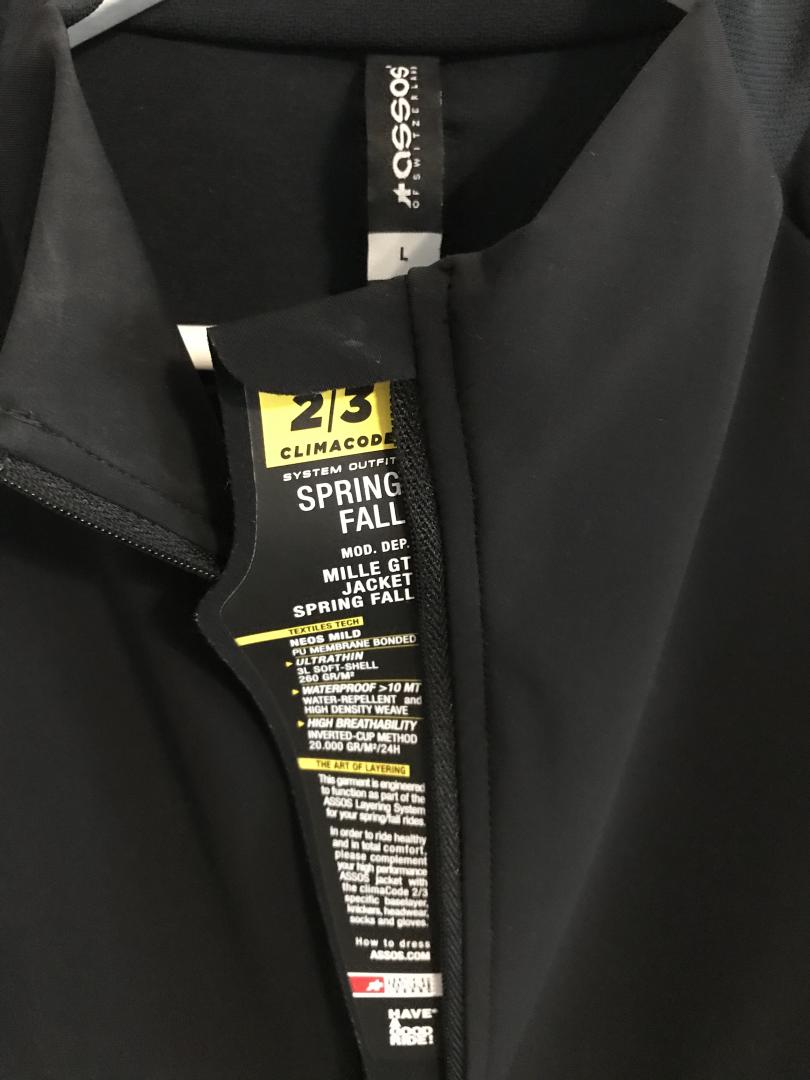 assos
OF SWITZERLAND
L
2/3
CLIMACODE
SYSTEM OUTFIT
SPRING
FALL
MOD. DEP.
MILLE GT
JACKET
SPRING FALL
TEXTILES TECH
NEOS MILD
PU MEMBRANE BONDED
ULTRATHIN
3L SOFT-SHELL
260 GR/M²
WATERPROOF >10 MT
WATER-REPELLENT and
HIGH DENSITY WEAVE
HIGH BREATHABILITY
INVERTED-CUP METHOD
20.000 GR/M²/24H
THE ART OF LAYERING
This garment is engineered
to function as part of the
ASSOS Layering System
for your spring/fall rides.
In order to ride healthy
and in total comfort,
please complement
your high performance
ASSOS jacket with
the climaCode 2/3
specific baselayer,
knickers, headwear,
socks and gloves.
How to dress
ASSOS.COM
HAVE
A
GOOD
RIDE!